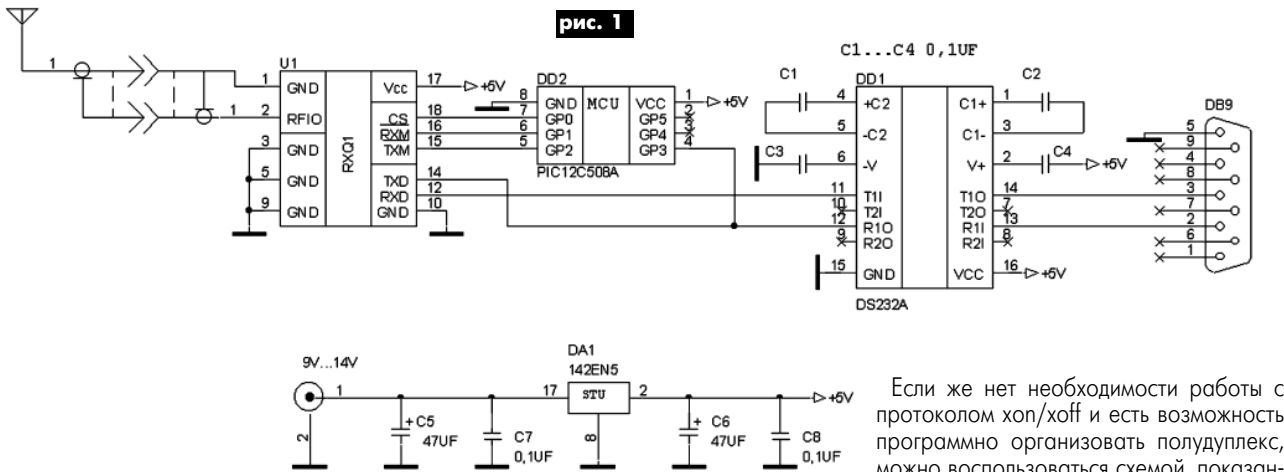 рис. 1
C1...C4 0,1UF
U1
1 1 GND Vcc 17 +5V
1 2 RFIO CS 18
3 GND RXM 16
TXM 15
5 GND TXD 14
RXD 12
9 GND GND 10
RXQ1
DD2
8 GND MCU VCC 1 +5V
7 GP0 GP5 2
6 GP1 GP4 3
5 GP2 GP3 4
PIC12C508A
C1 DD1 C2
4 +C2 C1+ 1
5 -C2 C1- 3
C3 6 -V V+ 2 C4 +5V
11 T1I T1O 14
10 T2I T2O 7
12 R1O R1I 13
9 R2O R2I 8
15 GND VCC 16 +5V
DS232A
DB9
5
9
4
8
3
7
2
6
1
9V...14V
DA1
142EN5
1 17 STU 2 +5V
2 8
+ C5 47UF
C7 0,1UF
+ C6 47UF
C8 0,1UF
Если же нет необходимости работы с
протоколом xon/xoff и есть возможность
программно организовать полудуплекс,
можно воспользоваться схемой, показан-